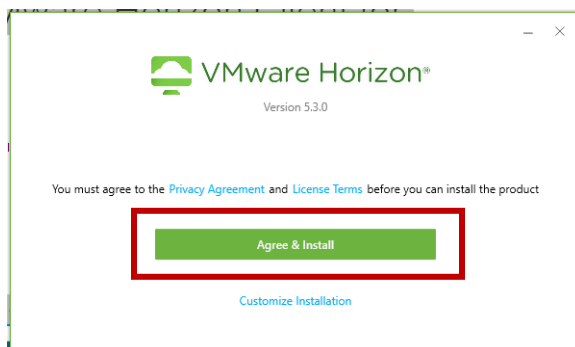 VMware Horizon®
Version 5.3.0
You must agree to the Privacy Agreement and License Terms before you can install the product
Agree & Install
Customize Installation